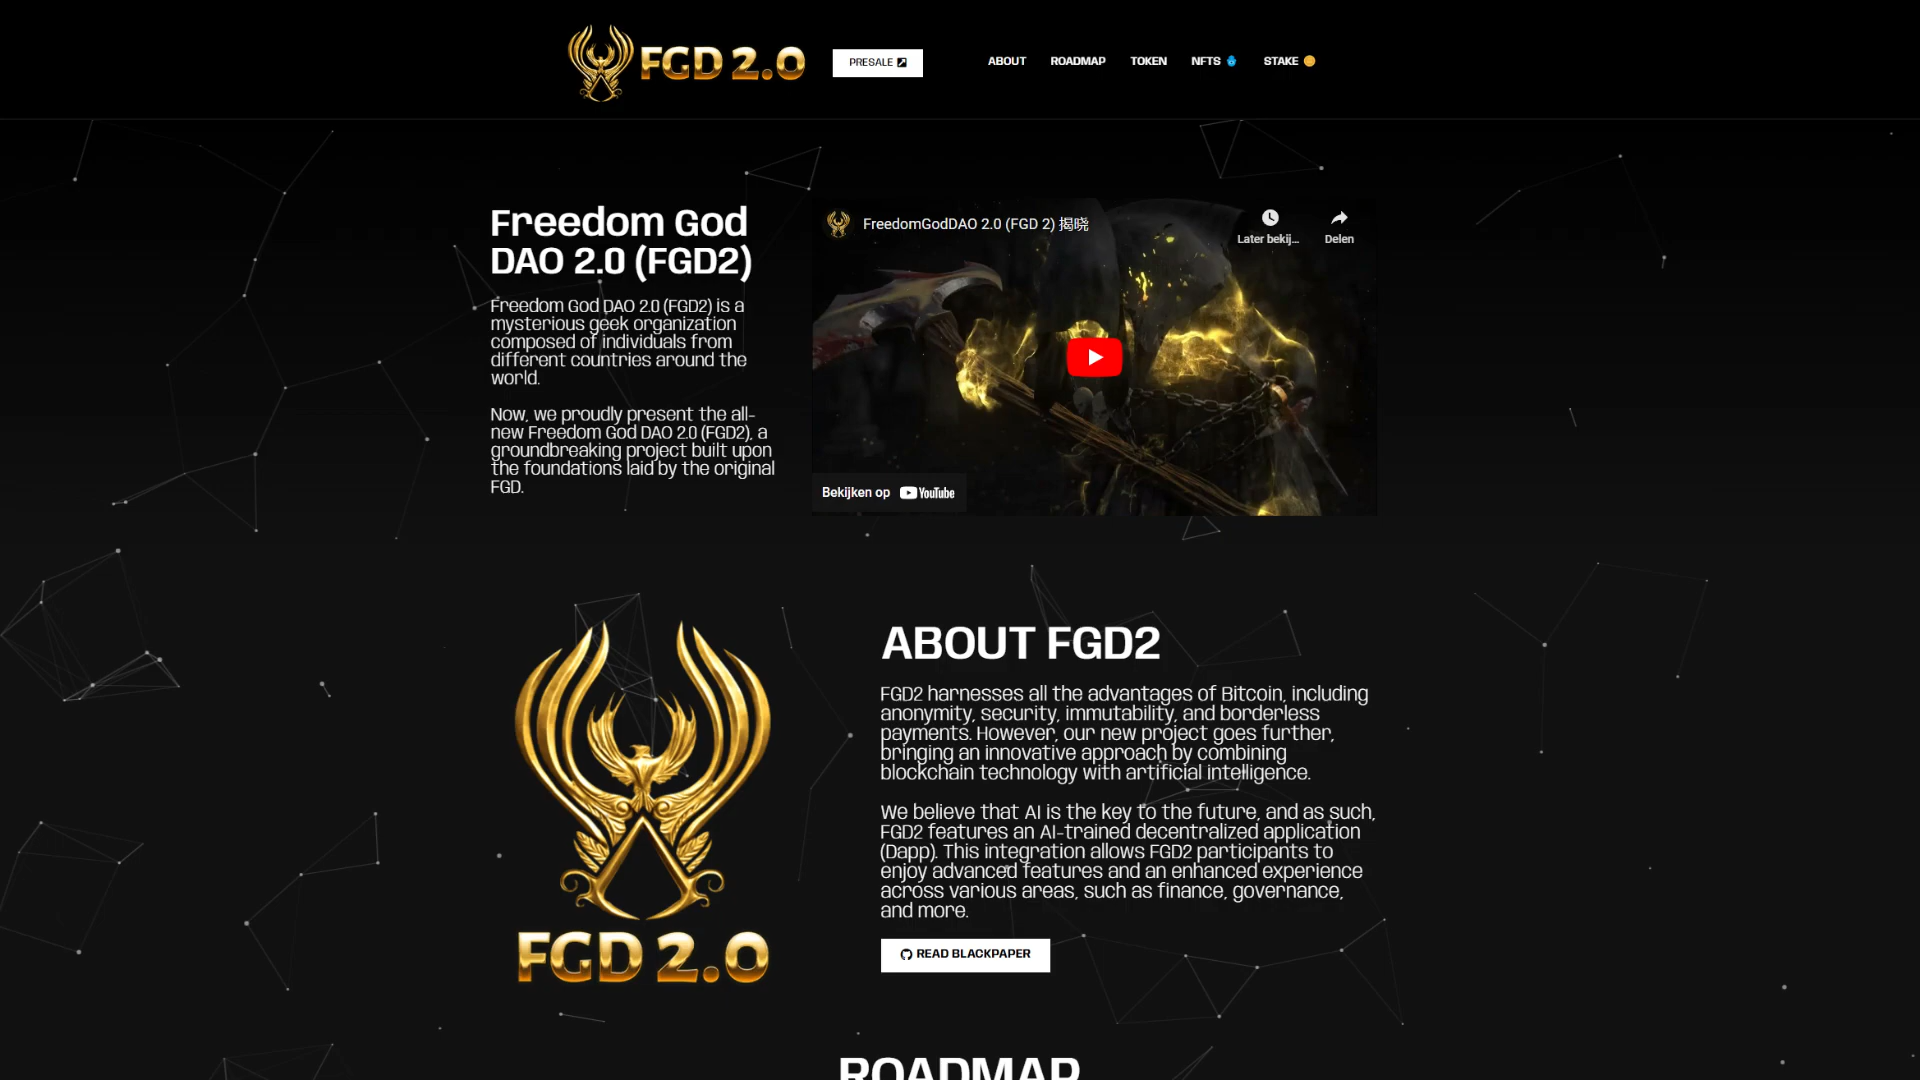 FGD 2.0
PRESALE
ABOUT
ROADMAP
TOKEN
NFTS
STAKE
Freedom God
DAO 2.0 (FGD2)
Freedom God DAO 2.0 (FGD2) is a
mysterious geek organization
composed of individuals from
different countries around the
world.
Now, we proudly present the all-
new Freedom God DAO 2.0 (FGD2), a
groundbreaking project built upon
the foundations laid by the original
FGD.
FreedomGodDAO 2.0 (FGD 2) 揭晓
Later bekij...
Delen
Bekijken op YouTube
FGD 2.0
ABOUT FGD2
FGD2 harnesses all the advantages of Bitcoin, including
anonymity, security, immutability, and borderless
payments. However, our new project goes further,
bringing an innovative approach by combining
blockchain technology with artificial intelligence.
We believe that AI is the key to the future, and as such,
FGD2 features an AI-trained decentralized application
(Dapp). This integration allows FGD2 participants to
enjoy advanced features and an enhanced experience
across various areas, such as finance, governance,
and more.
READ BLACKPAPER
ROADMAP